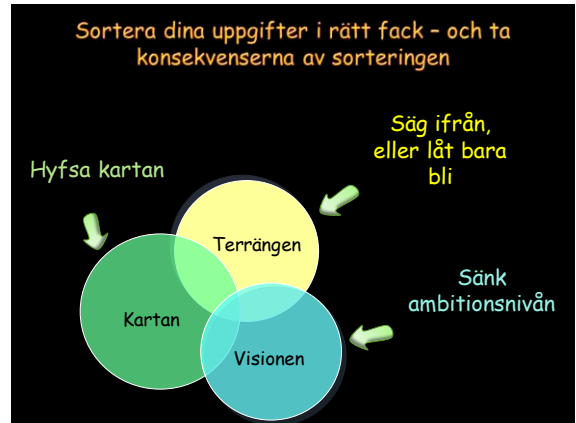 Sortera dina uppgifter i rätt fack – och ta
konsekvenserna av sorteringen
Säg ifrån,
eller låt bara
bli
Hyfsa kartan
Terrängen
Sänk
ambitionsnivån
Kartan
Visionen